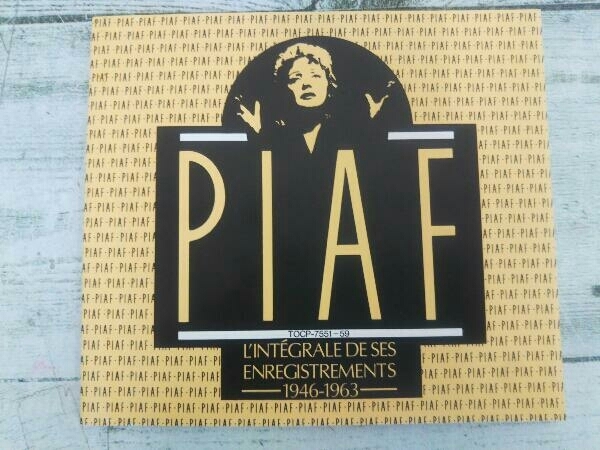 PIAF
TOCP-7551-59
L'INTÉGRALE DE SES
ENREGISTREMENTS
1946-1963